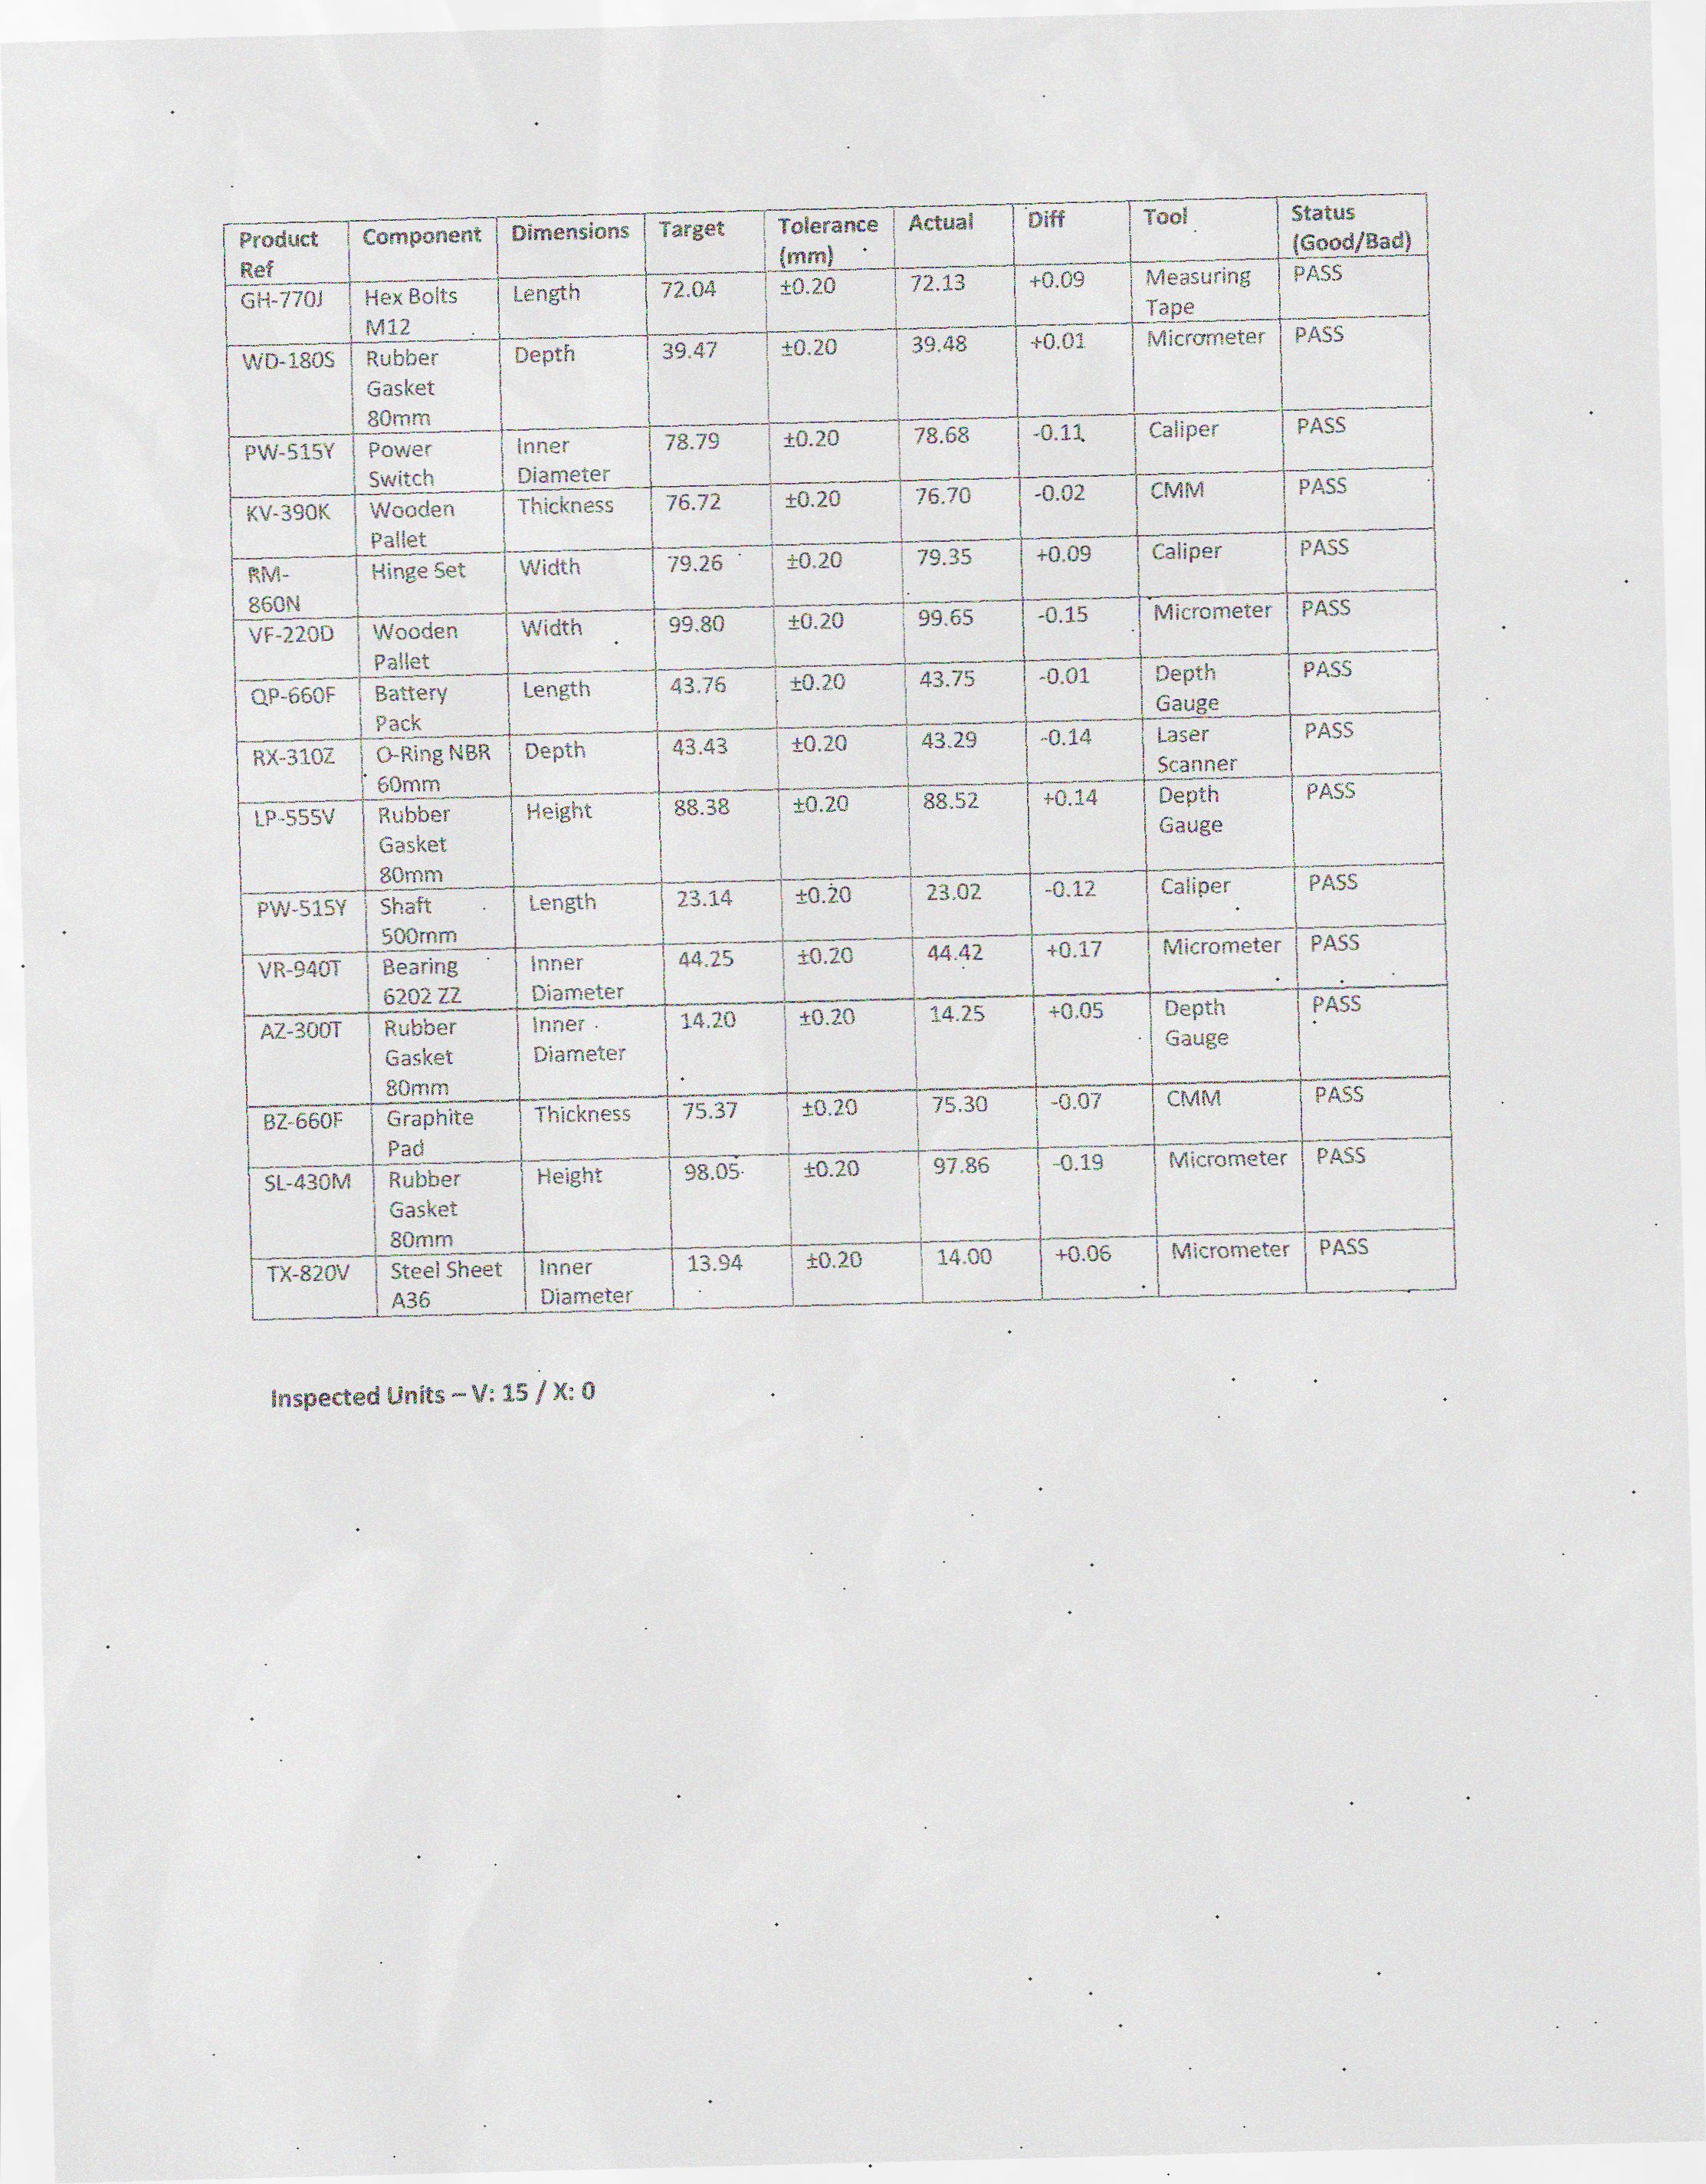 Product Ref | Component | Dimensions | Target | Tolerance (mm) | Actual | Diff | Tool | Status (Good/Bad)
GH-770J | Hex Bolts M12 | Length | 72.04 | ±0.20 | 72.13 | +0.09 | Measuring Tape | PASS
WD-180S | Rubber Gasket 80mm | Depth | 39.47 | ±0.20 | 39.48 | +0.01 | Micrometer | PASS
PW-515Y | Power Switch | Inner Diameter | 78.79 | ±0.20 | 78.68 | -0.11 | Caliper | PASS
KV-390K | Wooden Pallet | Thickness | 76.72 | ±0.20 | 76.70 | -0.02 | CMM | PASS
RM-860N | Hinge Set | Width | 79.26 | ±0.20 | 79.35 | +0.09 | Caliper | PASS
VF-220D | Wooden Pallet | Width | 99.80 | ±0.20 | 99.65 | -0.15 | Micrometer | PASS
QP-660F | Battery Pack | Length | 43.76 | ±0.20 | 43.75 | -0.01 | Depth Gauge | PASS
RX-310Z | O-Ring NBR 60mm | Depth | 43.43 | ±0.20 | 43.29 | -0.14 | Laser Scanner | PASS
LP-555V | Rubber Gasket 80mm | Height | 88.38 | ±0.20 | 88.52 | +0.14 | Depth Gauge | PASS
PW-515Y | Shaft 500mm | Length | 23.14 | ±0.20 | 23.02 | -0.12 | Caliper | PASS
VR-940T | Bearing 6202 ZZ | Inner Diameter | 44.25 | ±0.20 | 44.42 | +0.17 | Micrometer | PASS
AZ-300T | Rubber Gasket 80mm | Inner Diameter | 14.20 | ±0.20 | 14.25 | +0.05 | Depth Gauge | PASS
BZ-660F | Graphite Pad | Thickness | 75.37 | ±0.20 | 75.30 | -0.07 | CMM | PASS
SL-430M | Rubber Gasket 80mm | Height | 98.05 | ±0.20 | 97.86 | -0.19 | Micrometer | PASS
TX-820V | Steel Sheet A36 | Inner Diameter | 13.94 | ±0.20 | 14.00 | +0.06 | Micrometer | PASS
Inspected Units – V: 15 / X: 0